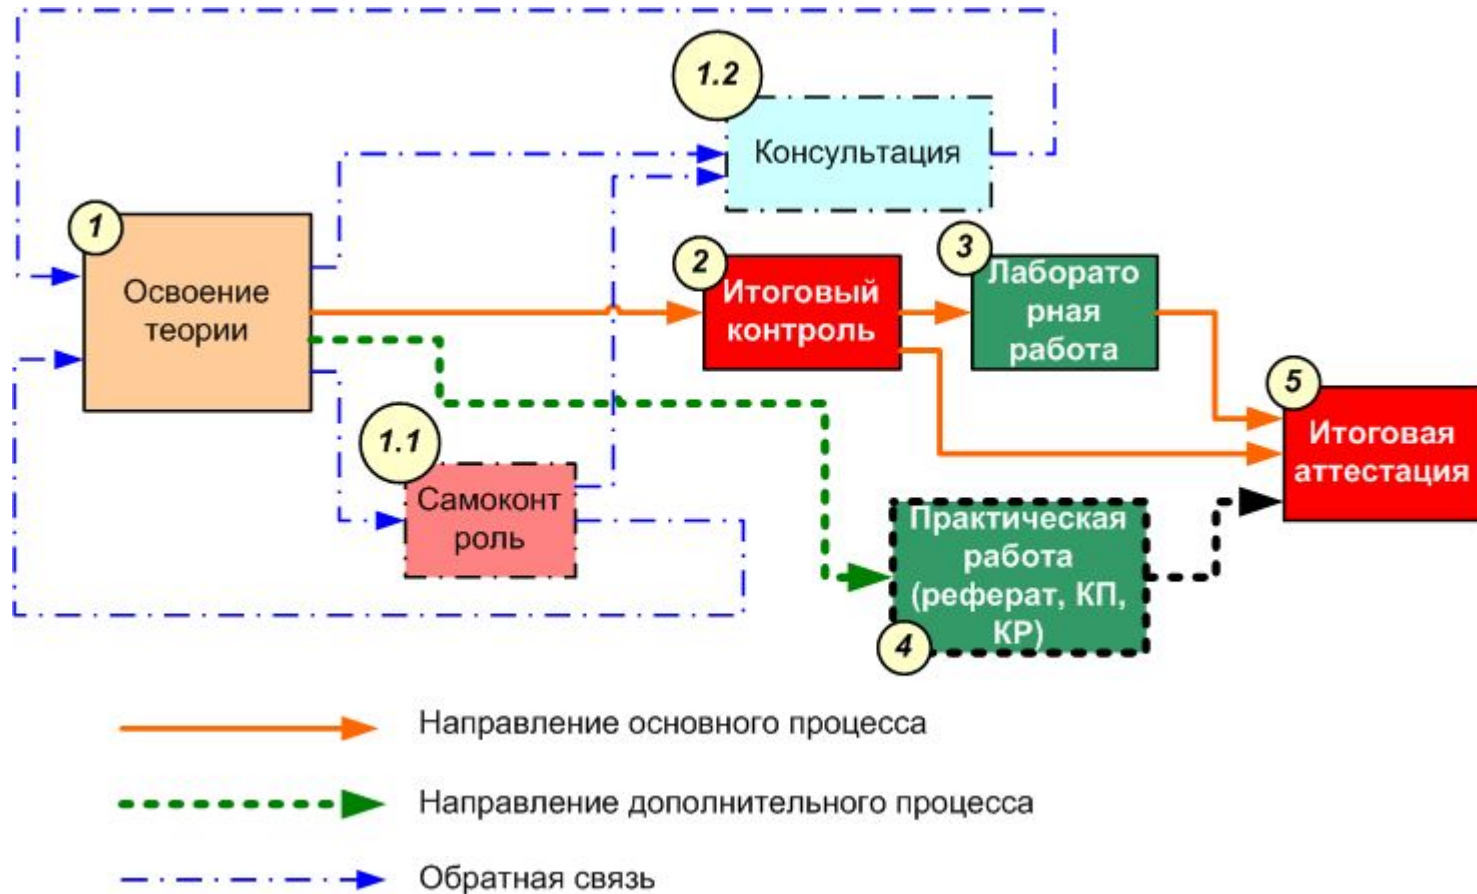 1.2
Консультация
1
Освоение
теории
2
Итоговый
контроль
3
Лаборато
рная
работа
5
Итоговая
аттестация
1.1
Самоконт
роль
Практическая
работа
(реферат, КП,
КР)
4
Направление основного процесса
Направление дополнительного процесса
Обратная связь